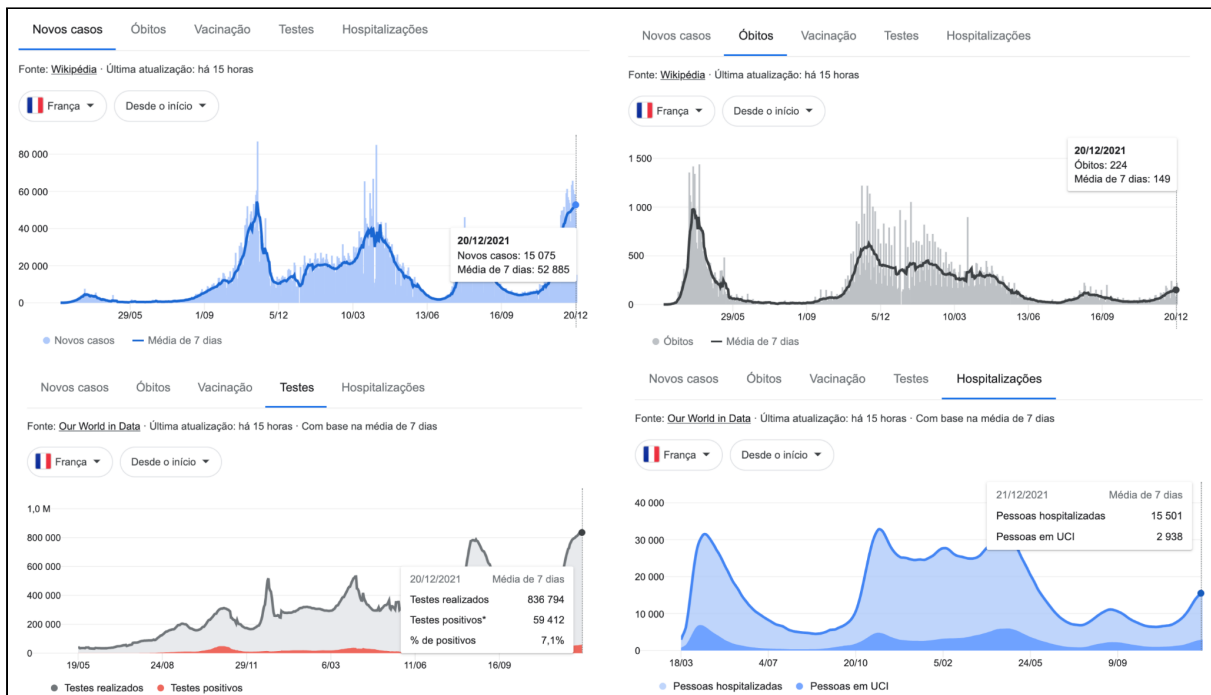 Novos casos Óbitos Vacinação Testes Hospitalizações
Fonte: Wikipédia · Última atualização: há 15 horas
França Desde o início
80 000
60 000
40 000
20 000
0
20/12/2021
Novos casos: 15 075
Média de 7 dias: 52 885
29/05 1/09 5/12 10/03 13/06 16/09 20/12
Novos casos Média de 7 dias
Novos casos Óbitos Vacinação Testes Hospitalizações
Fonte: Wikipédia · Última atualização: há 15 horas
França Desde o início
1 500
1 000
500
0
20/12/2021
Óbitos: 224
Média de 7 dias: 149
29/05 1/09 5/12 10/03 13/06 16/09 20/12
Óbitos Média de 7 dias
Novos casos Óbitos Vacinação Testes Hospitalizações
Fonte: Our World in Data · Última atualização: há 15 horas · Com base na média de 7 dias
França Desde o início
1,0 M
800 000
600 000
400 000
200 000
0
20/12/2021 Média de 7 dias
Testes realizados 836 794
Testes positivos* 59 412
% de positivos 7,1%
19/05 24/08 29/11 6/03 11/06 16/09
Testes realizados Testes positivos
Novos casos Óbitos Vacinação Testes Hospitalizações
Fonte: Our World in Data · Última atualização: há 15 horas · Com base na média de 7 dias
França Desde o início
40 000
30 000
20 000
10 000
0
21/12/2021 Média de 7 dias
Pessoas hospitalizadas 15 501
Pessoas em UCI 2 938
18/03 4/07 20/10 5/02 24/05 9/09
Pessoas hospitalizadas Pessoas em UCI